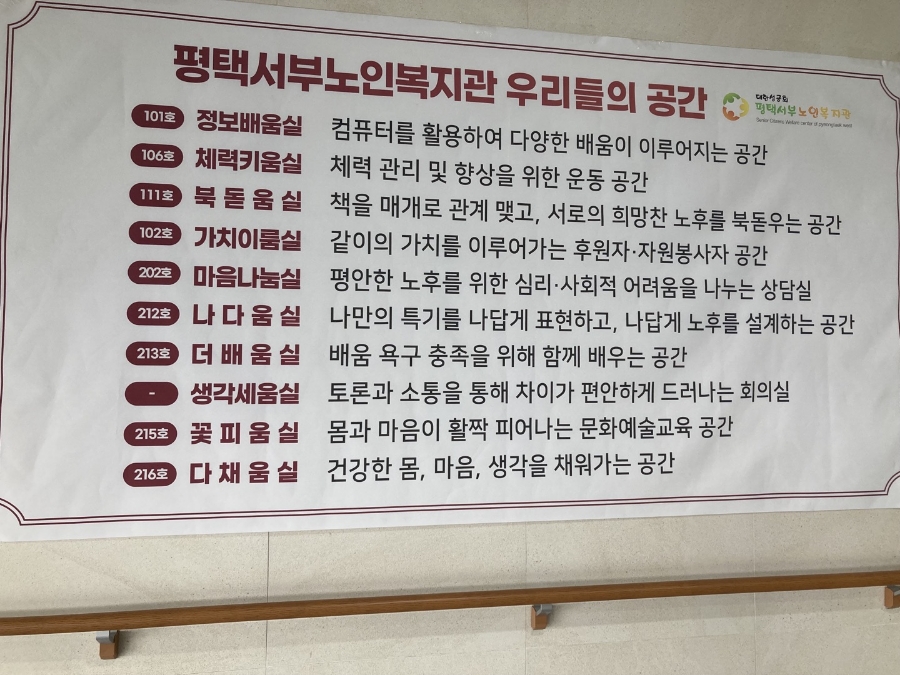 평택서부노인복지관 우리들의 공간
대한성공회
평택서부노인복지관
101호 정보배움실 컴퓨터를 활용하여 다양한 배움이 이루어지는 공간
106호 체력키움실 체력 관리 및 향상을 위한 운동 공간
111호 북돋움실 책을 매개로 관계 맺고, 서로의 희망찬 노후를 북돋우는 공간
102호 가치이룸실 같이의 가치를 이루어가는 후원자·자원봉사자 공간
202호 마음나눔실 평안한 노후를 위한 심리·사회적 어려움을 나누는 상담실
212호 나다움실 나만의 특기를 나답게 표현하고, 나답게 노후를 설계하는 공간
213호 더배움실 배움 욕구 충족을 위해 함께 배우는 공간
- 생각세움실 토론과 소통을 통해 차이가 편안하게 드러나는 회의실
215호 꽃피움실 몸과 마음이 활짝 피어나는 문화예술교육 공간
216호 다채움실 건강한 몸, 마음, 생각을 채워가는 공간